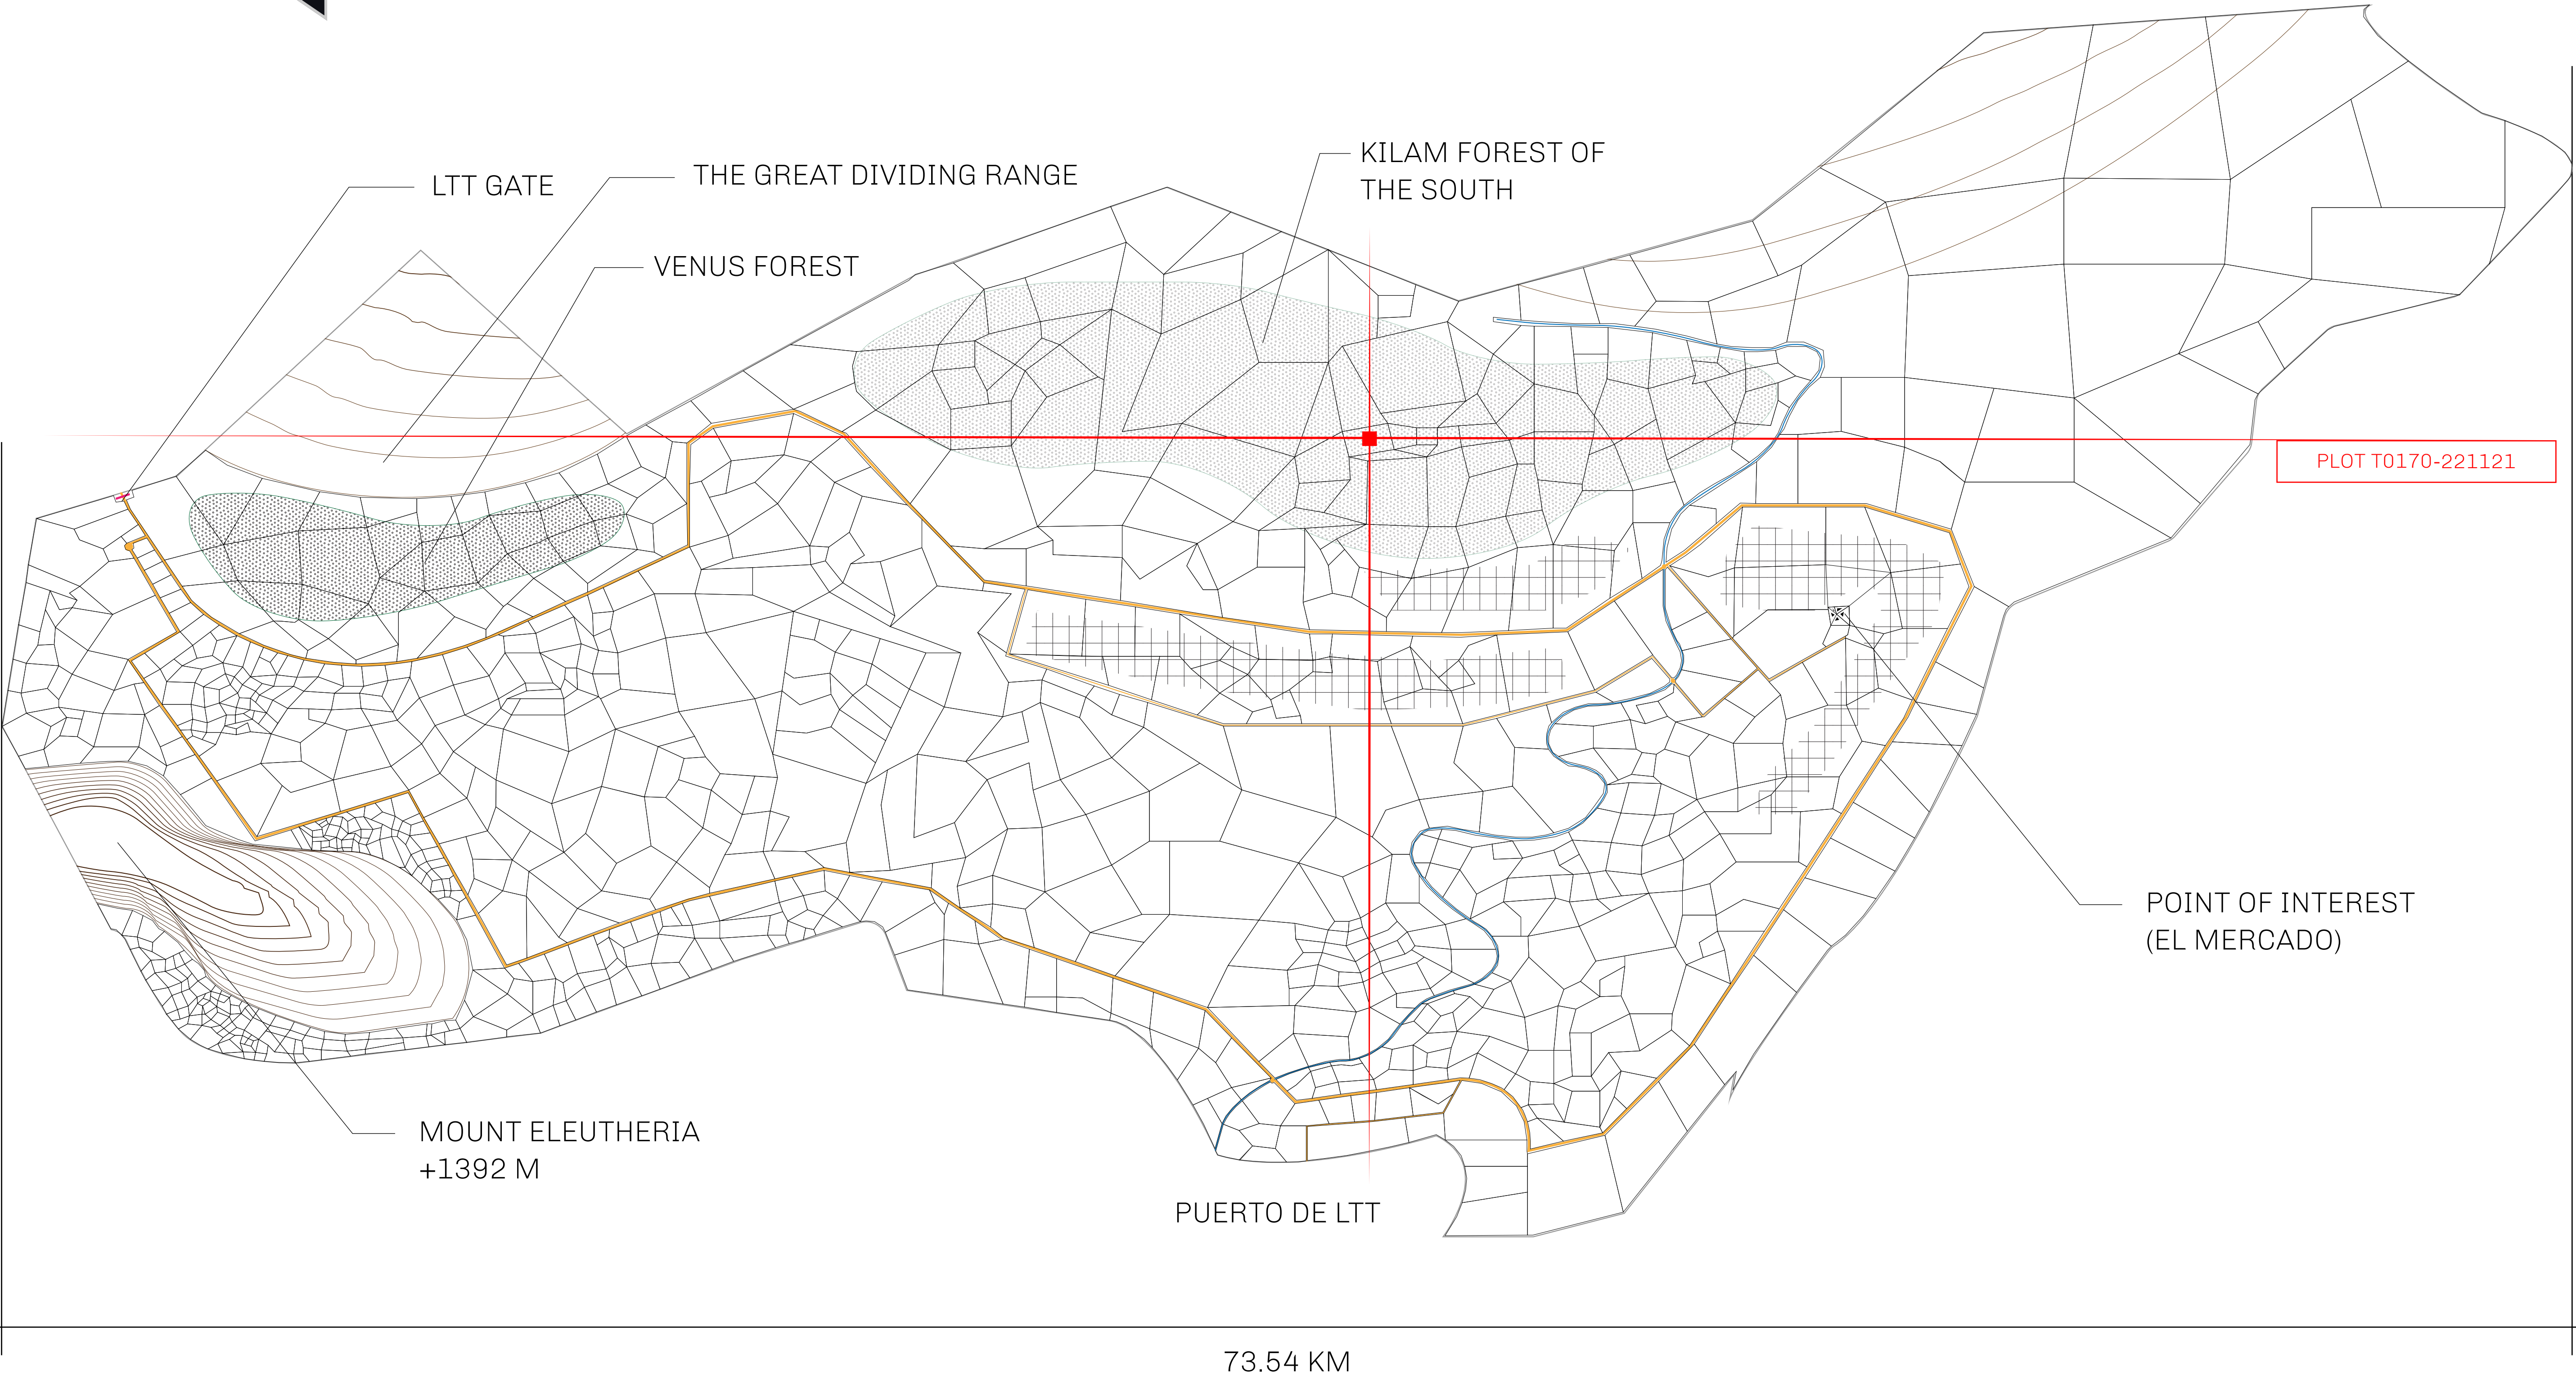 KILAM FOREST OF
THE SOUTH
LTT GATE
THE GREAT DIVIDING RANGE
VENUS FOREST
PLOT T0170-221121
POINT OF INTEREST
(EL MERCADO)
MOUNT ELEUTHERIA
+1392 M
PUERTO DE LTT
73.54 KM